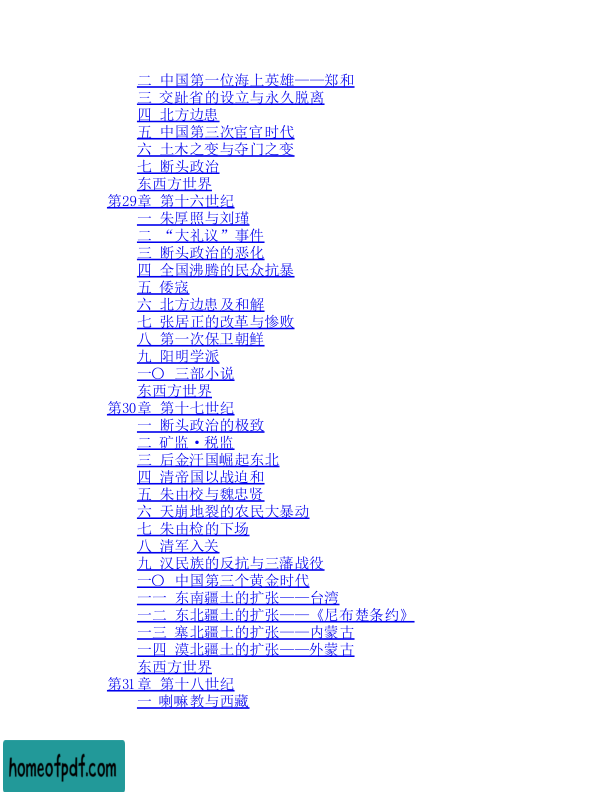 二 中国第一位海上英雄——郑和
三 交趾省的设立与永久脱离
四 北方边患
五 中国第三次宦官时代
六 土木之变与夺门之变
七 断头政治
东西方世界
第29章 第十六世纪
一 朱厚照与刘瑾
二 “大礼议”事件
三 断头政治的恶化
四 全国沸腾的民众抗暴
五 倭寇
六 北方边患及和解
七 张居正的改革与惨败
八 第一次保卫朝鲜
九 阳明学派
一〇 三部小说
东西方世界
第30章 第十七世纪
一 断头政治的极致
二 矿监·税监
三 后金汗国崛起东北
四 清帝国以战迫和
五 朱由校与魏忠贤
六 天崩地裂的农民大暴动
七 朱由检的下场
八 清军入关
九 汉民族的反抗与三藩战役
一〇 中国第三个黄金时代
一一 东南疆土的扩张——台湾
一二 东北疆土的扩张——《尼布楚条约》
一三 塞北疆土的扩张——内蒙古
一四 漠北疆土的扩张——外蒙古
东西方世界
第31章 第十八世纪
一 喇嘛教与西藏
homeofpdf.com